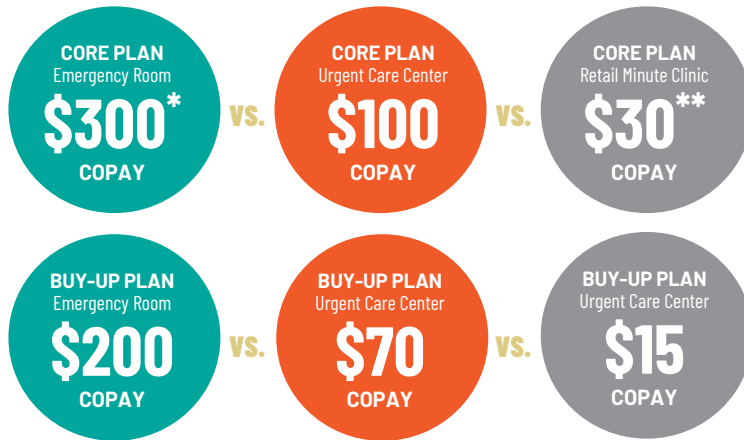 CORE PLAN
Emergency Room
$300*
COPAY
VS.
CORE PLAN
Urgent Care Center
$100
COPAY
VS.
CORE PLAN
Retail Minute Clinic
$30**
COPAY
BUY-UP PLAN
Emergency Room
$200
COPAY
VS.
BUY-UP PLAN
Urgent Care Center
$70
COPAY
VS.
BUY-UP PLAN
Urgent Care Center
$15
COPAY